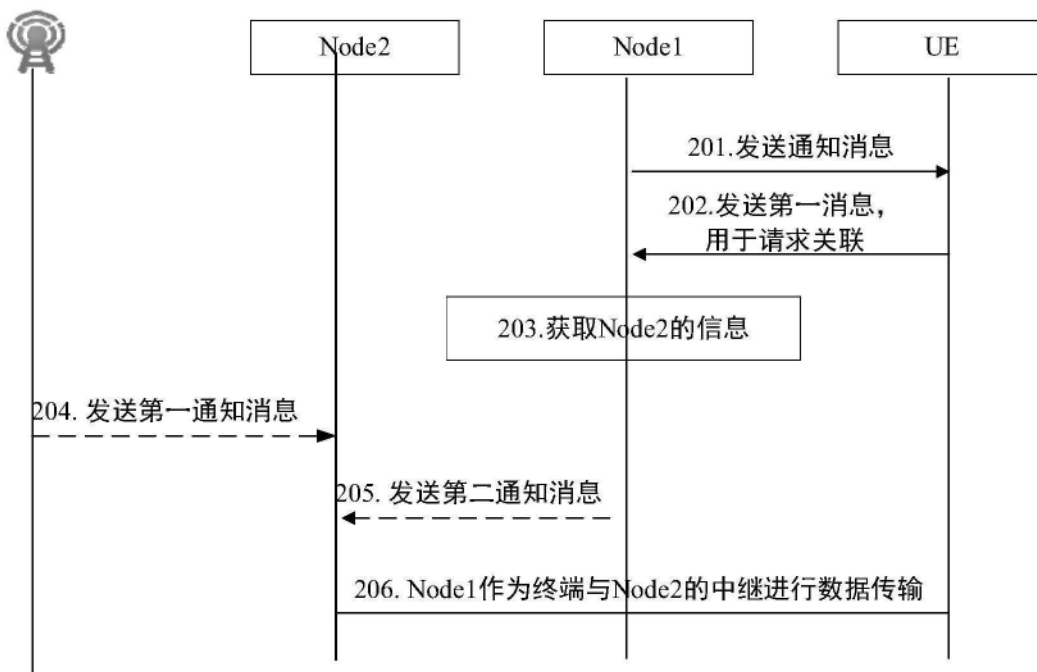 Node2
Node1
UE
201.发送通知消息
202.发送第一消息，
用于请求关联
203.获取Node2的信息
204. 发送第一通知消息
205. 发送第二通知消息
206. Node1作为终端与Node2的中继进行数据传输